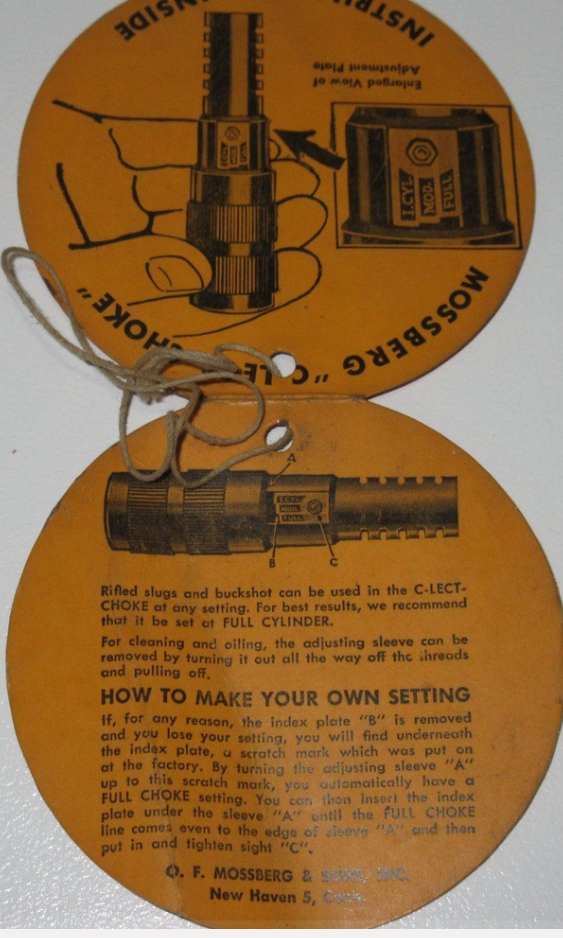 INSTRU
INSIDE
Enlarged View of
Adjustment Plate
I.CYL.
MOD.
FULL
I.CYL.
MOD.
FULL
MOSSBERG "C-LE
CHOKE"
A
I.CYL.
MOD.
FULL
B
C
Rifled slugs and buckshot can be used in the C-LECT-
CHOKE at any setting. For best results, we recommend
that it be set at FULL CYLINDER.
For cleaning and oiling, the adjusting sleeve can be
removed by turning it out all the way off the threads
and pulling off.
HOW TO MAKE YOUR OWN SETTING
If, for any reason, the index plate "B" is removed
and you lose your setting, you will find underneath
the index plate, a scratch mark which was put on
at the factory. By turning the adjusting sleeve "A"
up to this scratch mark, you automatically have a
FULL CHOKE setting. You can then insert the index
plate under the sleeve "A" until the FULL CHOKE
line comes even to the edge of sleeve "A" and then
put in and tighten sight "C".
O. F. MOSSBERG & SONS, INC.
New Haven 5, Conn.